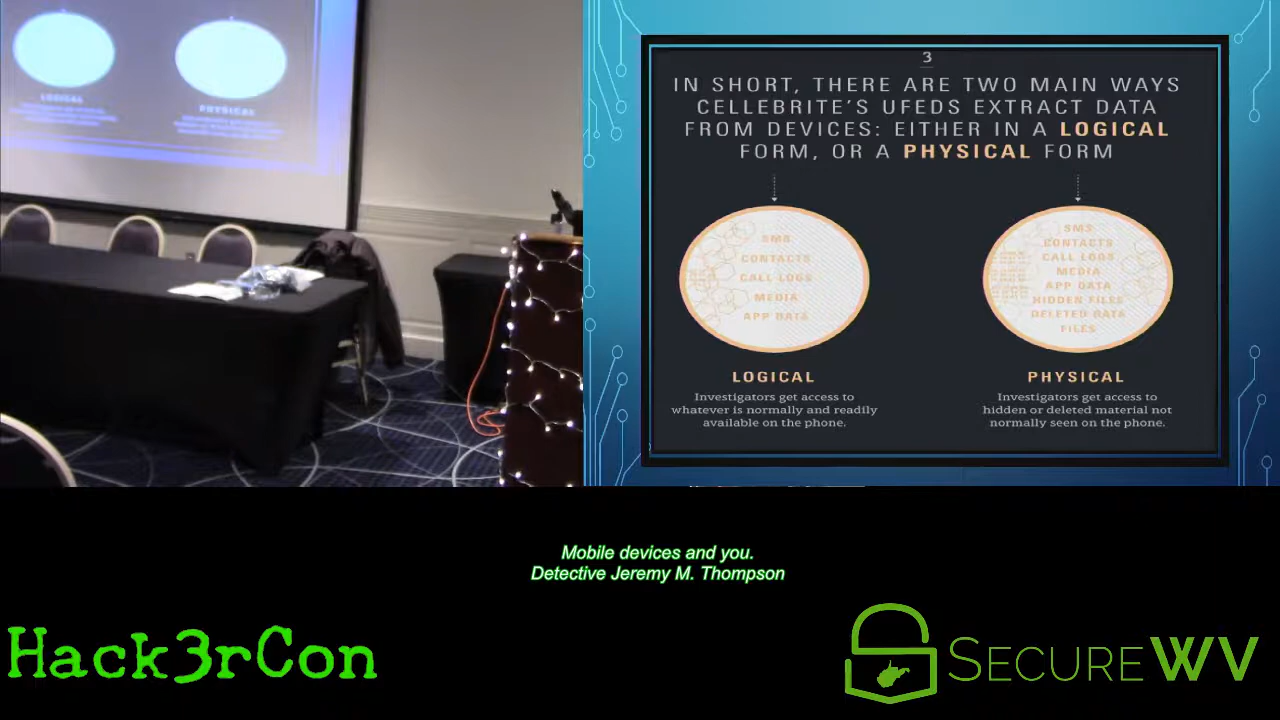 LOGICAL
PHYSICAL
3
IN SHORT, THERE ARE TWO MAIN WAYS
CELLEBRITE'S UFEDS EXTRACT DATA
FROM DEVICES: EITHER IN A LOGICAL
FORM, OR A PHYSICAL FORM
SMS
CONTACTS
CALL LOGS
MEDIA
APP DATA
SMS
CONTACTS
CALL LOGS
MEDIA
APP DATA
HIDDEN FILES
DELETED DATA
FILES
LOGICAL
Investigators get access to
whatever is normally and readily
available on the phone.
PHYSICAL
Investigators get access to
hidden or deleted material not
normally seen on the phone.
Mobile devices and you.
Detective Jeremy M. Thompson
Hack3rCon
SECUREWV